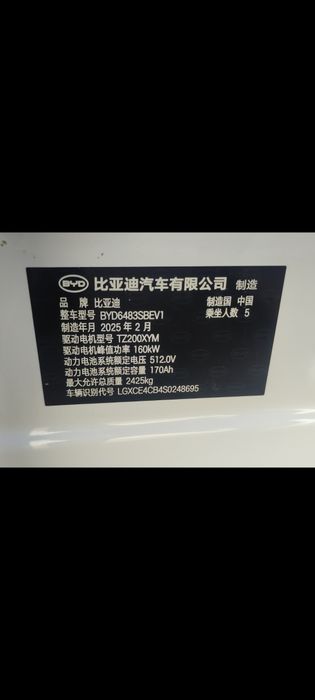 BYD 比亚迪汽车有限公司 制造
品 牌 比亚迪 制造国 中国
整车型号 BYD6483SBEV1 乘坐人数 5
制造年月 2025 年 2 月
驱动电机型号 TZ200XYM
驱动电机峰值功率 160kW
动力电池系统额定电压 512.0V
动力电池系统额定容量 170Ah
最大允许总质量 2425kg
车辆识别代号 LGXCE4CB4S0248695